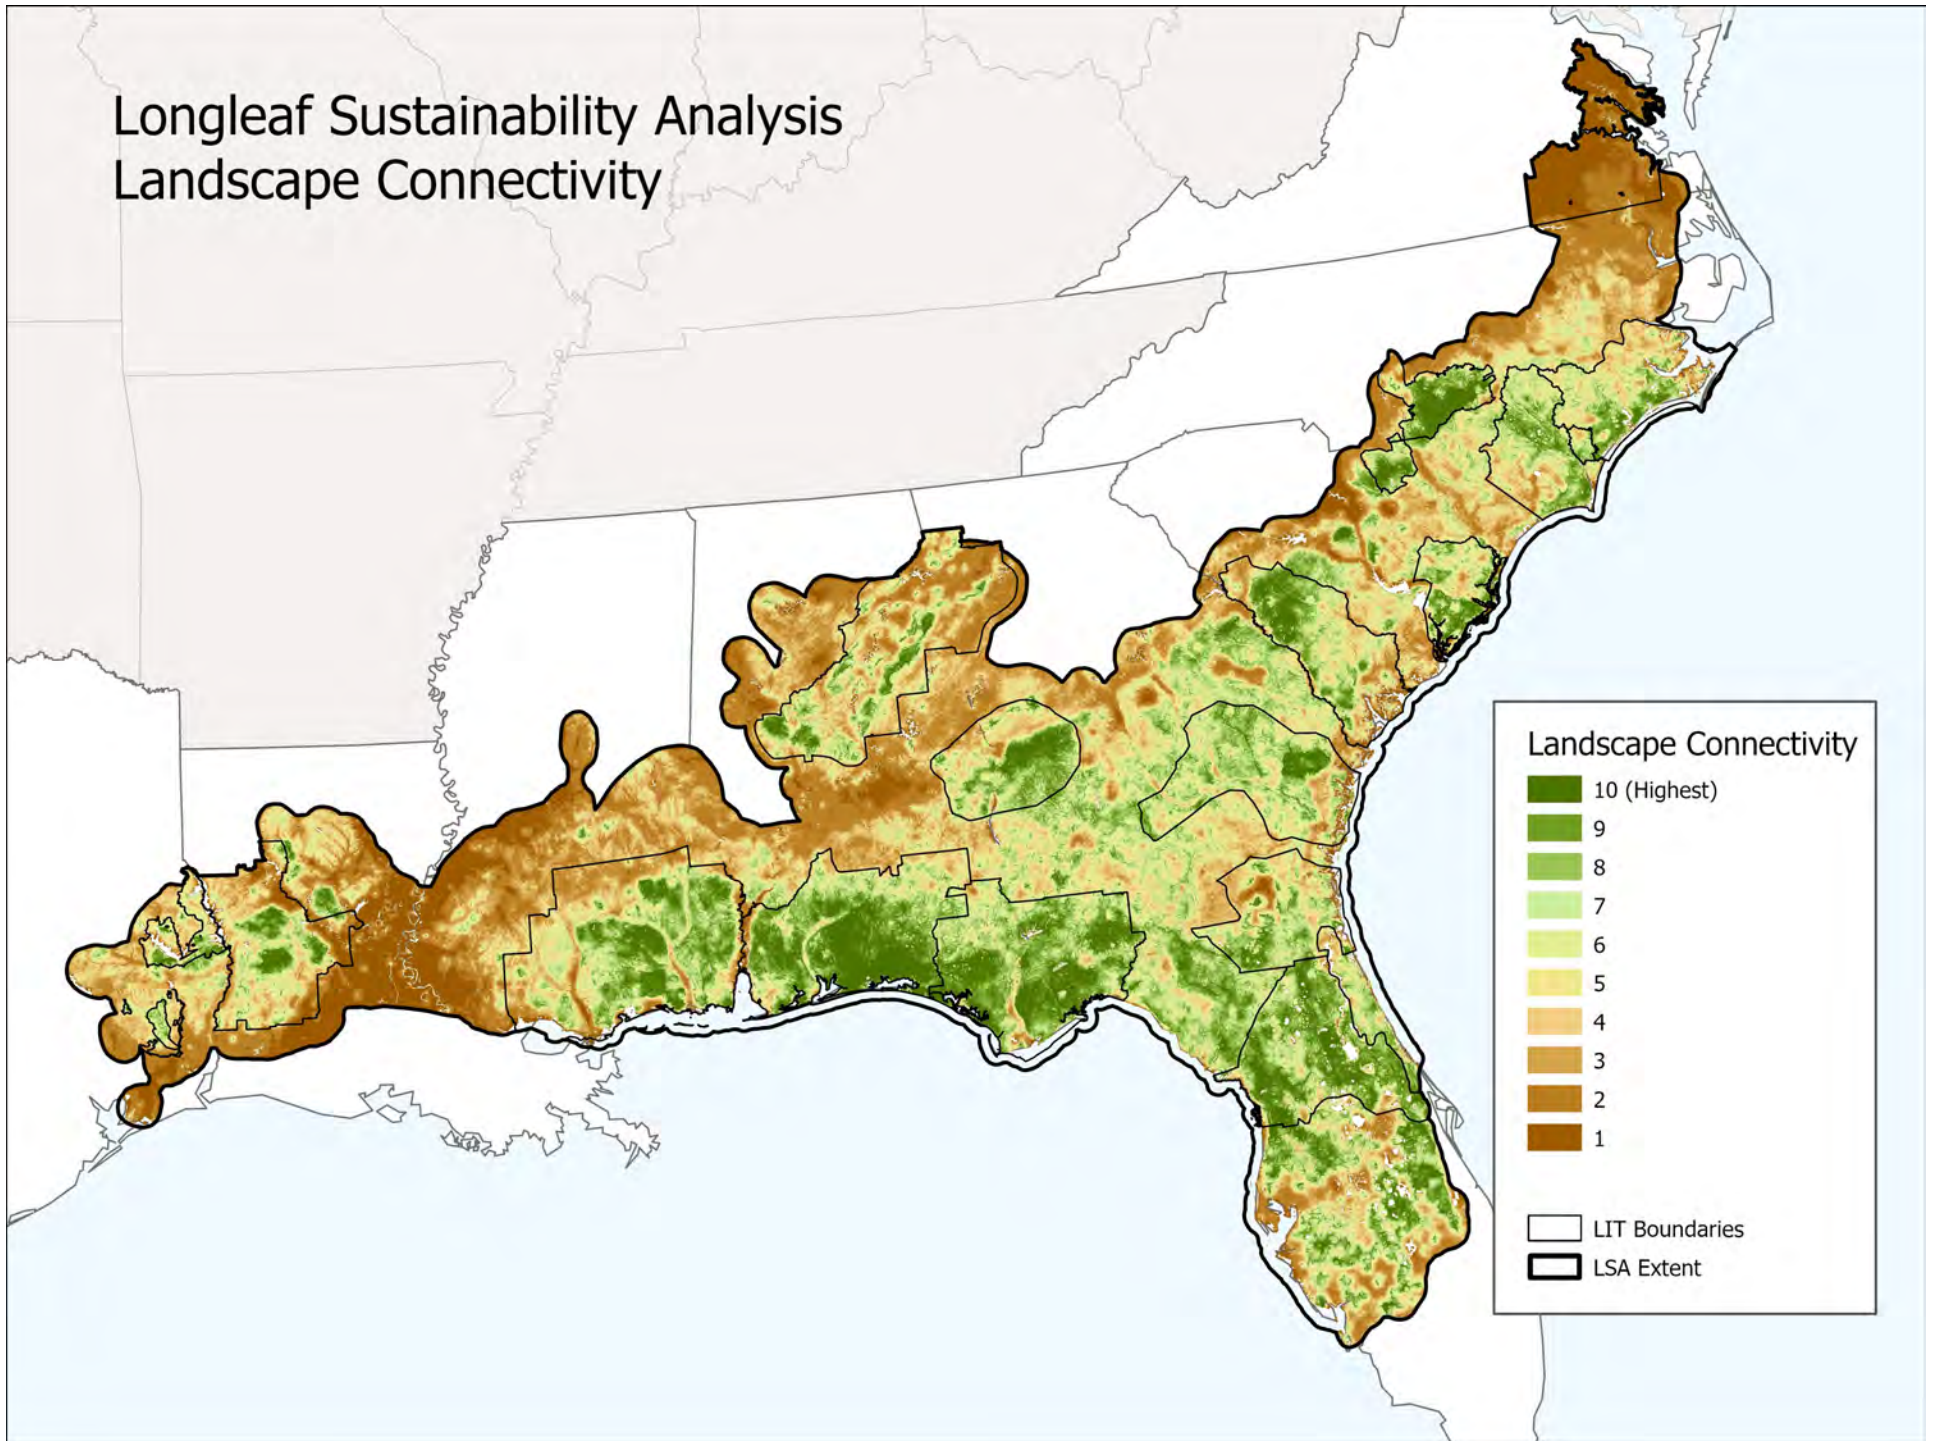 Longleaf Sustainability Analysis
Landscape Connectivity
Landscape Connectivity
10 (Highest)
9
8
7
6
5
4
3
2
1
LIT Boundaries
LSA Extent